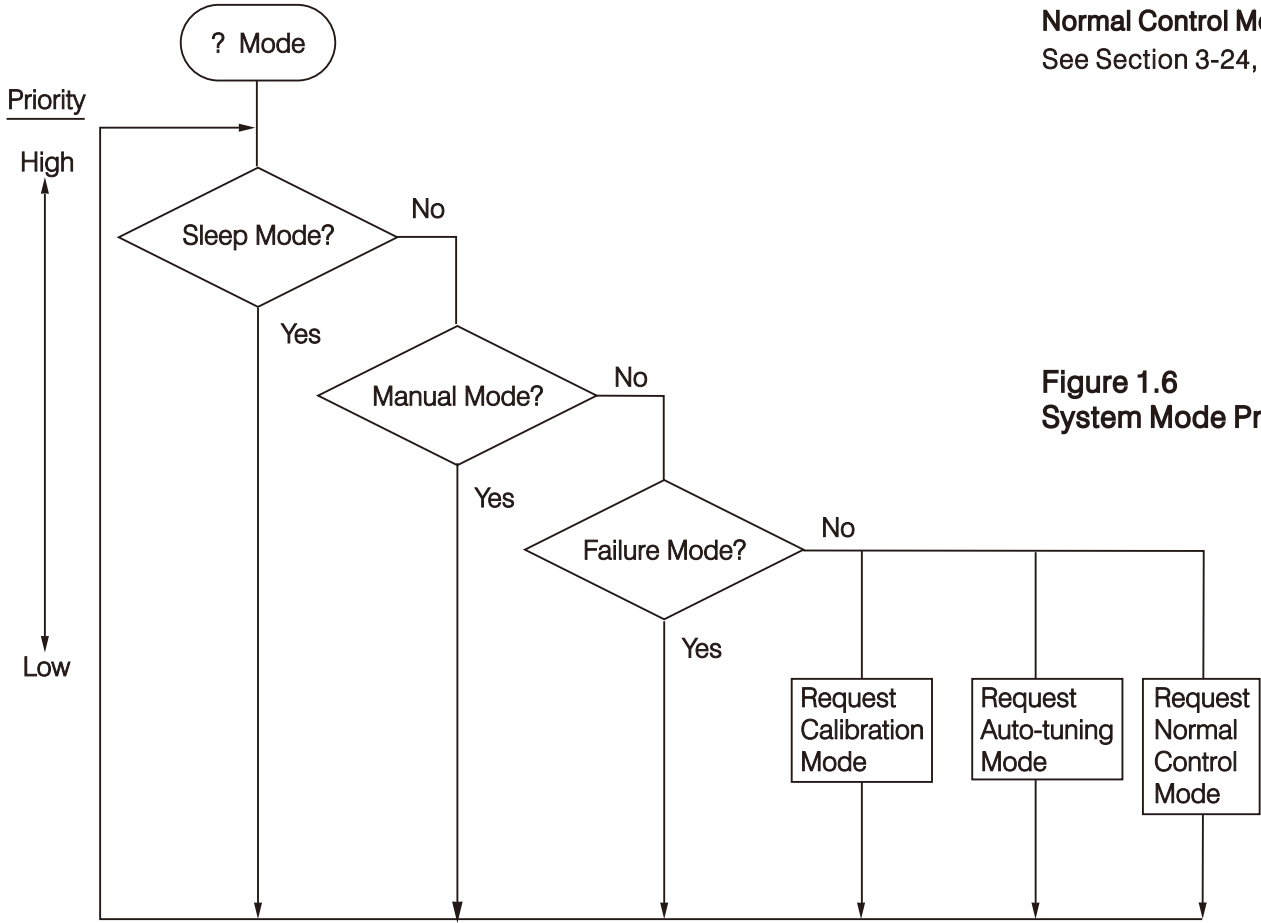 Normal Control M
See Section 3-24,
? Mode
Priority
High
No
Sleep Mode?
Yes
No
Manual Mode?
Figure 1.6
System Mode Pr
Yes
No
Failure Mode?
Yes
Low
Request
Calibration
Mode
Request
Auto-tuning
Mode
Request
Normal
Control
Mode